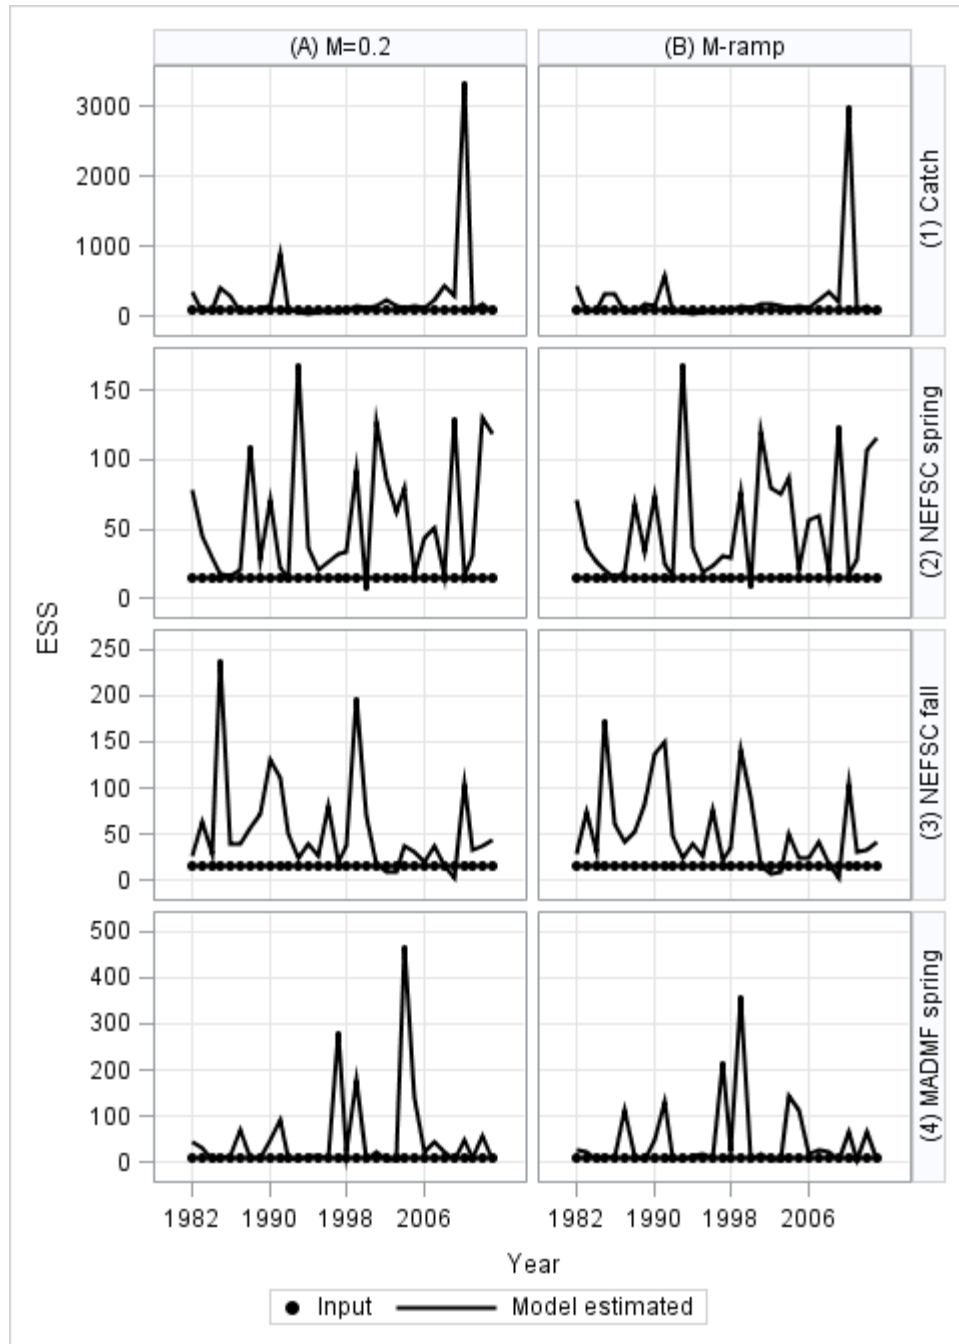 (A) M=0.2
(B) M-ramp
3000
2000
1000
0
(1) Catch
150
100
50
0
(2) NEFSC spring
250
200
150
100
50
0
(3) NEFSC fall
500
400
300
200
100
0
(4) MADMF spring
ESS
1982 1990 1998 2006
1982 1990 1998 2006
Year
Input
Model estimated